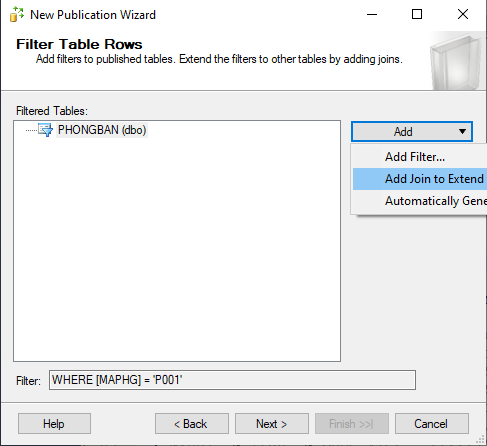 New Publication Wizard
Filter Table Rows
Add filters to published tables. Extend the filters to other tables by adding joins.
Filtered Tables:
PHONGBAN (dbo)
Add
Add Filter...
Add Join to Extend
Automatically Gene
Filter:
WHERE [MAPHG] = 'P001'
Help
< Back
Next >
Finish >>|
Cancel